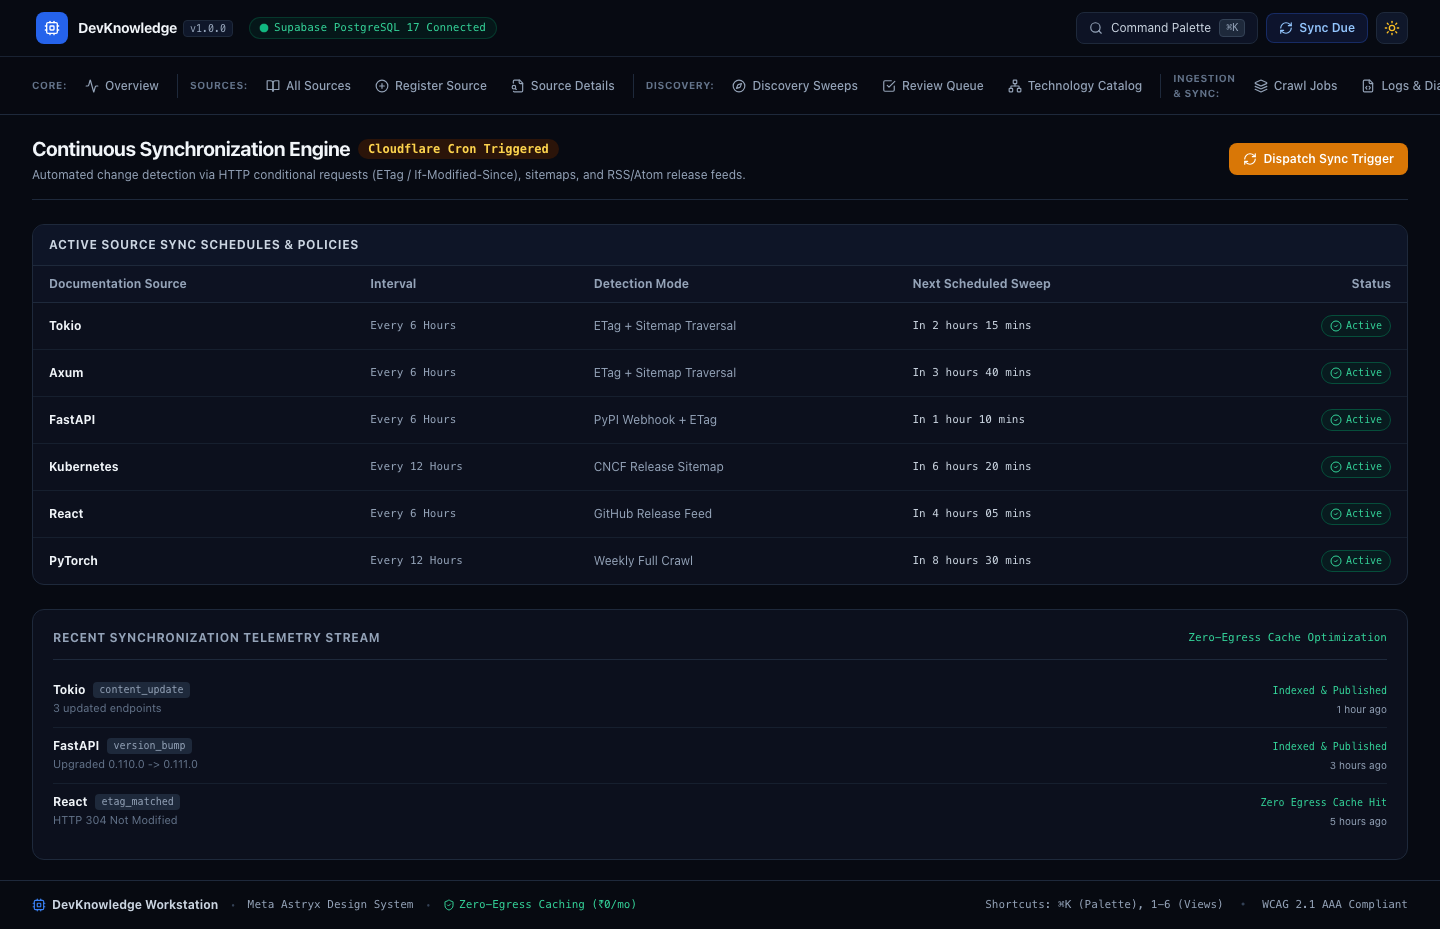 DevKnowledge v1.0.0 Supabase PostgreSQL 17 Connected Command Palette ⌘K Sync Due
CORE: Overview SOURCES: All Sources Register Source Source Details DISCOVERY: Discovery Sweeps Review Queue Technology Catalog INGESTION & SYNC: Crawl Jobs Logs & Dia
Continuous Synchronization Engine Cloudflare Cron Triggered
Automated change detection via HTTP conditional requests (ETag / If-Modified-Since), sitemaps, and RSS/Atom release feeds.
Dispatch Sync Trigger
ACTIVE SOURCE SYNC SCHEDULES & POLICIES
Documentation Source Interval Detection Mode Next Scheduled Sweep Status
Tokio Every 6 Hours ETag + Sitemap Traversal In 2 hours 15 mins Active
Axum Every 6 Hours ETag + Sitemap Traversal In 3 hours 40 mins Active
FastAPI Every 6 Hours PyPI Webhook + ETag In 1 hour 10 mins Active
Kubernetes Every 12 Hours CNCF Release Sitemap In 6 hours 20 mins Active
React Every 6 Hours GitHub Release Feed In 4 hours 05 mins Active
PyTorch Every 12 Hours Weekly Full Crawl In 8 hours 30 mins Active
RECENT SYNCHRONIZATION TELEMETRY STREAM Zero-Egress Cache Optimization
Tokio content_update Indexed & Published
3 updated endpoints 1 hour ago
FastAPI version_bump Indexed & Published
Upgraded 0.110.0 -> 0.111.0 3 hours ago
React etag_matched Zero Egress Cache Hit
HTTP 304 Not Modified 5 hours ago
DevKnowledge Workstation · Meta Astryx Design System · Zero-Egress Caching (₹0/mo) Shortcuts: ⌘K (Palette), 1-6 (Views) · WCAG 2.1 AAA Compliant